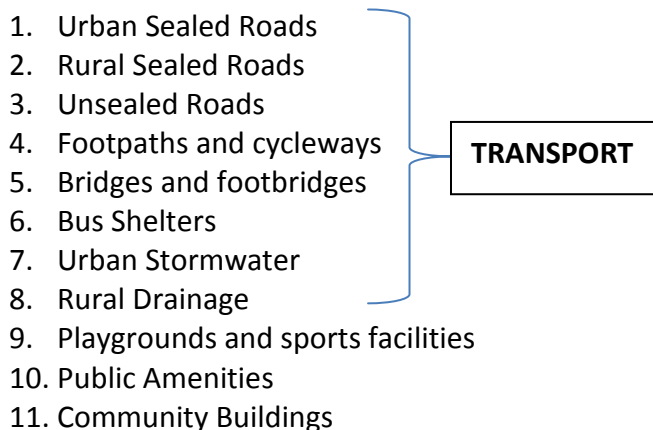 1. Urban Sealed Roads
2. Rural Sealed Roads
3. Unsealed Roads
4. Footpaths and cycleways
5. Bridges and footbridges
6. Bus Shelters
7. Urban Stormwater
8. Rural Drainage
9. Playgrounds and sports facilities
10. Public Amenities
11. Community Buildings
TRANSPORT